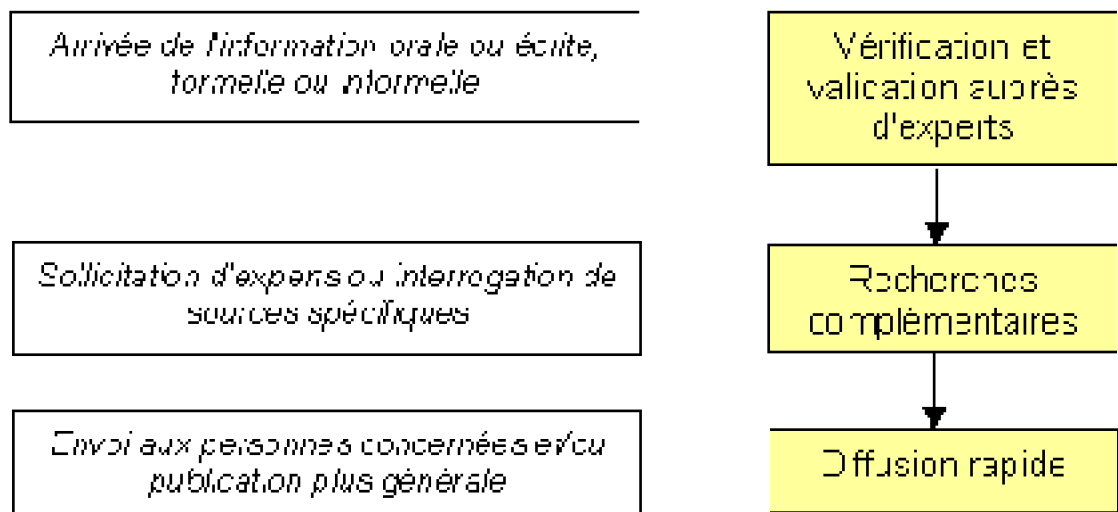 Arrivée de l'information orale ou écrite,
formelle ou informelle
Vérification et
validation auprès
d'experts
Sollicitation d'experts ou interrogation de
sources spécifiques
Recherches
complémentaires
Envoi aux personnes concernées et/ou
publication plus générale
Diffusion rapide